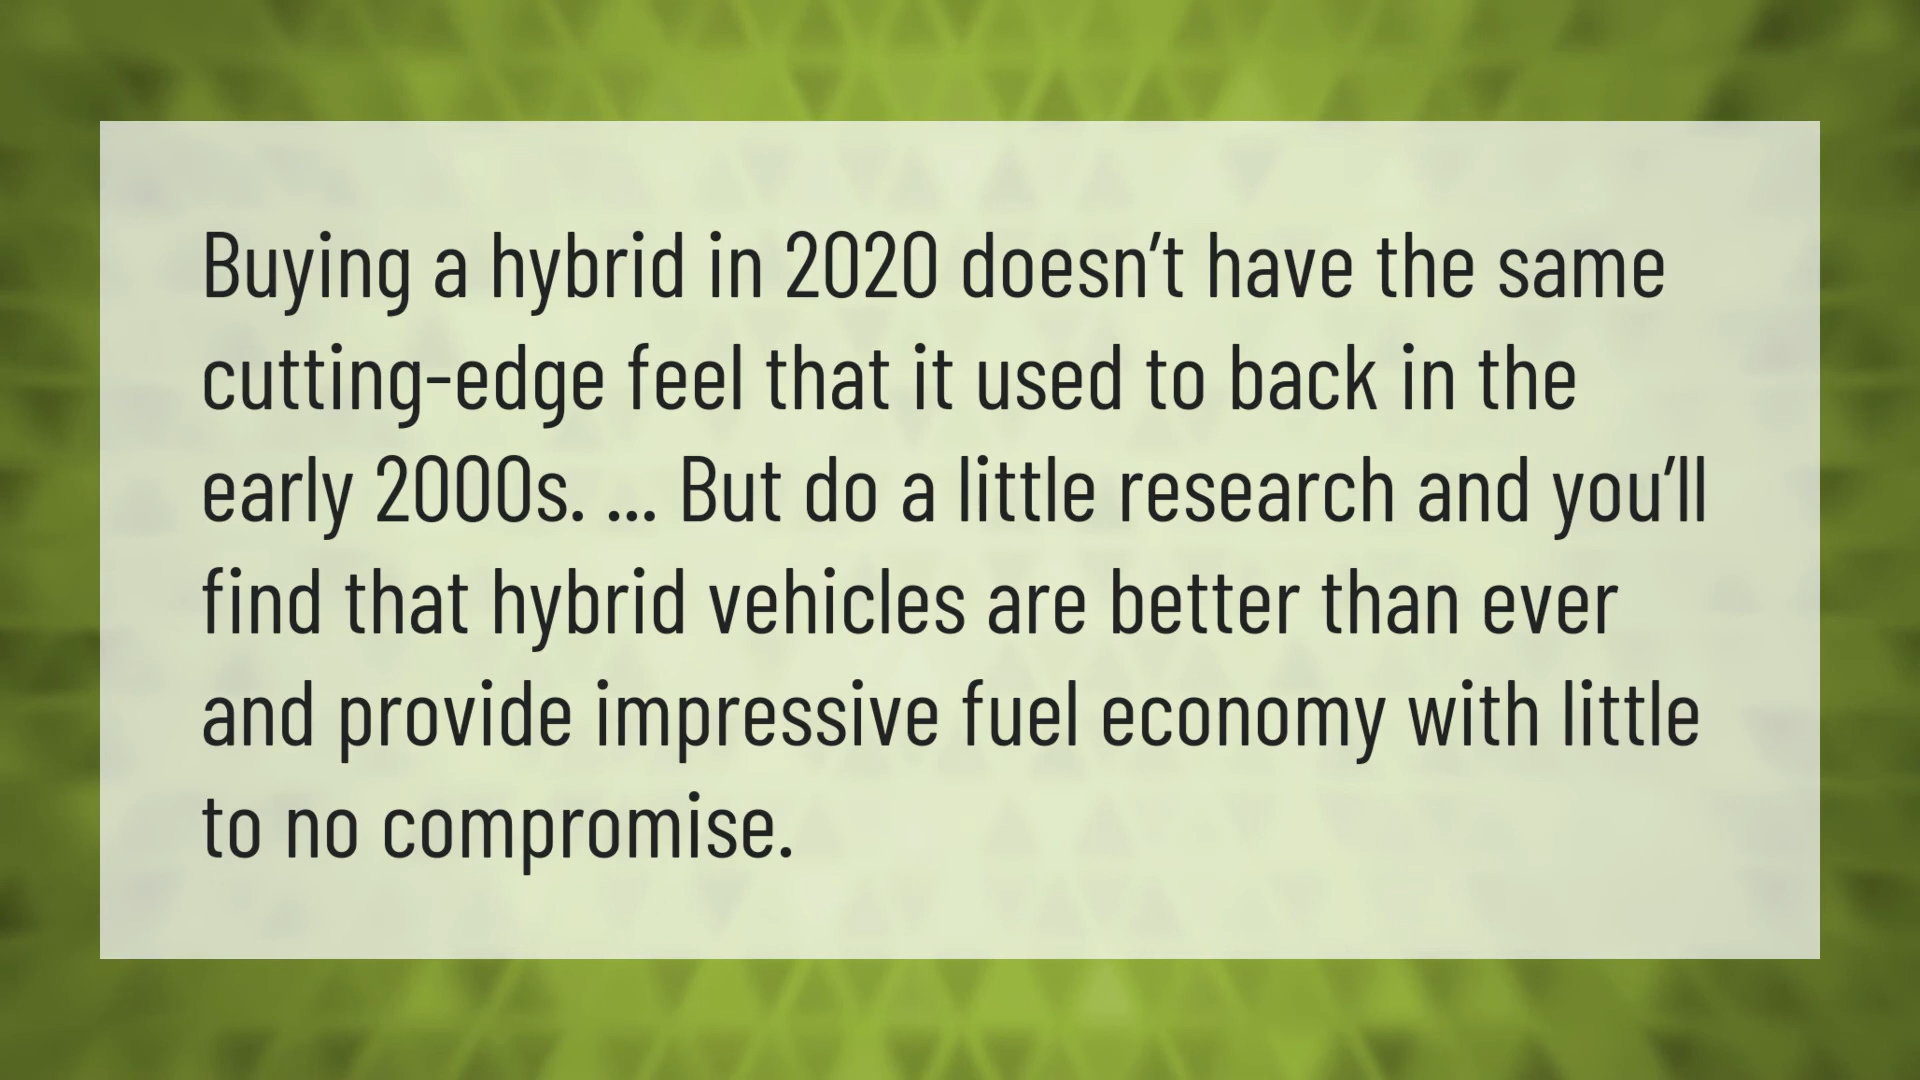 Buying a hybrid in 2020 doesn’t have the same
cutting-edge feel that it used to back in the
early 2000s. ... But do a little research and you’ll
find that hybrid vehicles are better than ever
and provide impressive fuel economy with little
to no compromise.